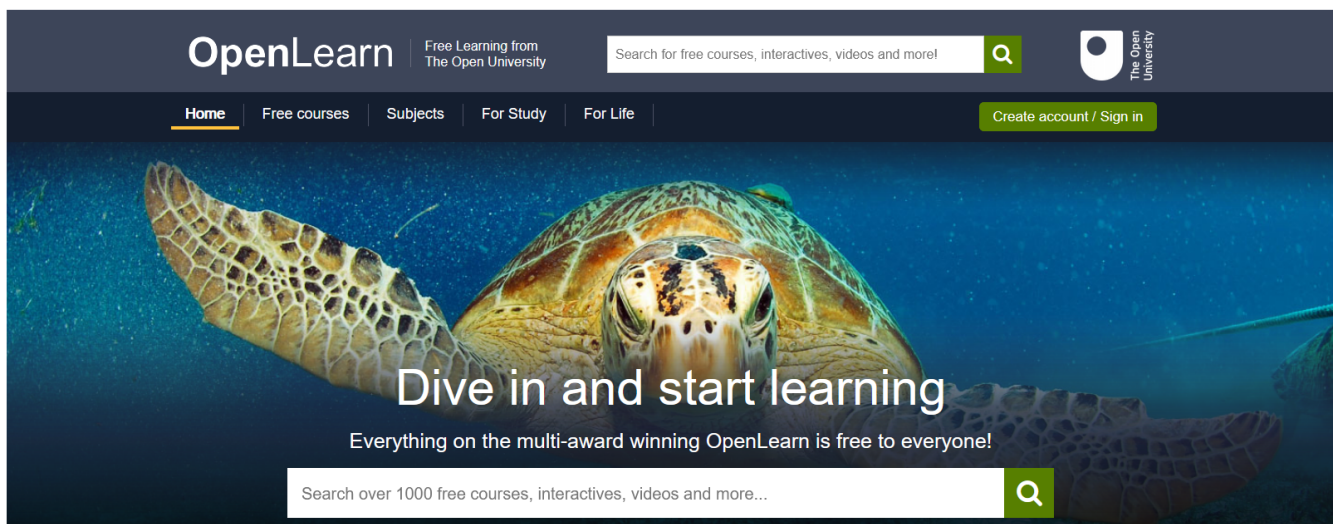 OpenLearn
Free Learning from
The Open University
Search for free courses, interactives, videos and more!
The Open
University
Home
Free courses
Subjects
For Study
For Life
Create account / Sign in
Dive in and start learning
Everything on the multi-award winning OpenLearn is free to everyone!
Search over 1000 free courses, interactives, videos and more...